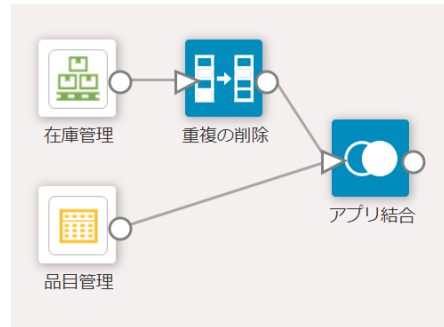 在庫管理
重複の削除
アプリ結合
品目管理